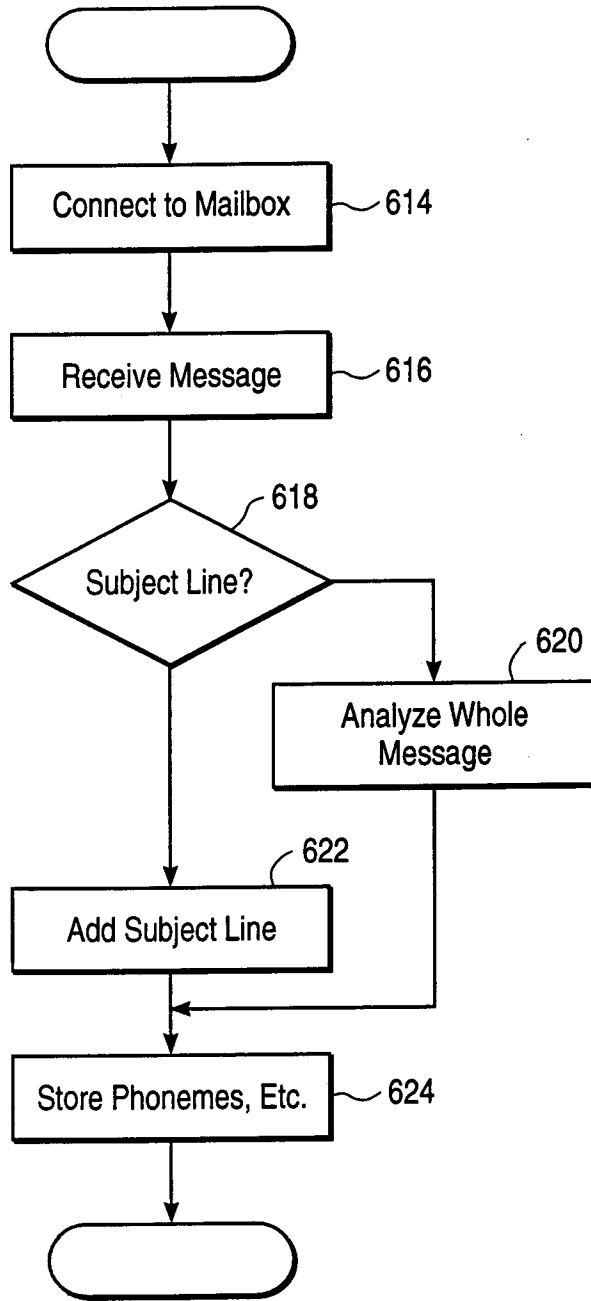 Connect to Mailbox
614
Receive Message
616
618
Subject Line?
620
Analyze Whole
Message
622
Add Subject Line
Store Phonemes, Etc.
624